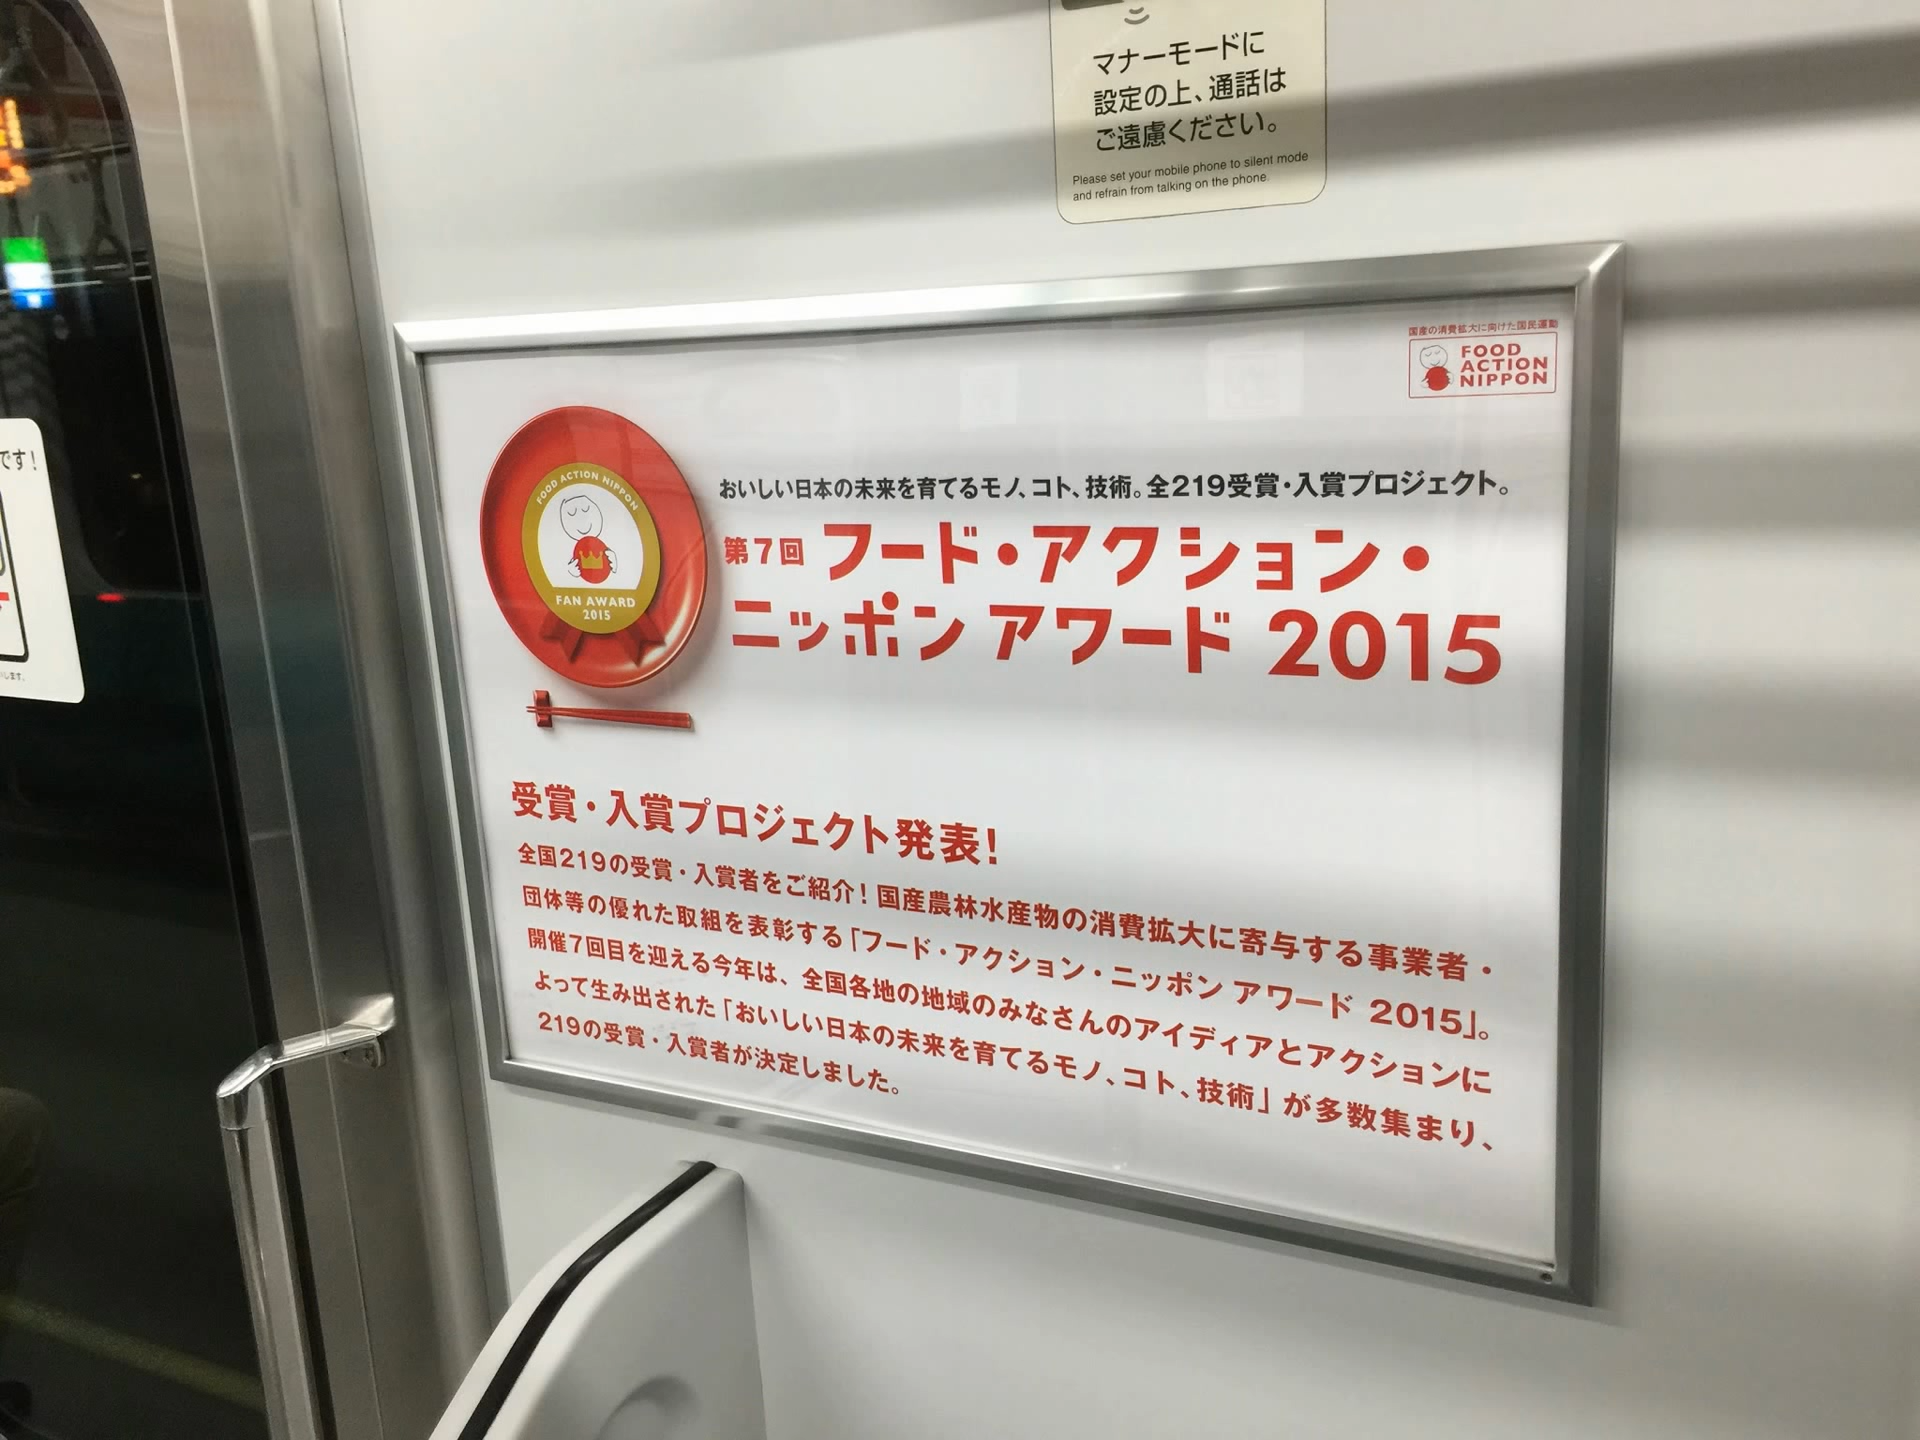 マナーモードに
設定の上、通話は
ご遠慮ください。
Please set your mobile phone to silent mode
and refrain from talking on the phone.
国産の消費拡大に向けた国民運動
FOOD
ACTION
NIPPON
FOOD ACTION NIPPON
FAN AWARD
2015
おいしい日本の未来を育てるモノ、コト、技術。全219受賞・入賞プロジェクト。
第7回 フード・アクション・
ニッポン アワード 2015
受賞・入賞プロジェクト発表!
全国219の受賞・入賞者をご紹介!国産農林水産物の消費拡大に寄与する事業者・
団体等の優れた取組を表彰する「フード・アクション・ニッポン アワード 2015」。
開催7回目を迎える今年は、全国各地の地域のみなさんのアイディアとアクションに
よって生み出された「おいしい日本の未来を育てるモノ、コト、技術」が多数集まり、
219の受賞・入賞者が決定しました。
です!
します。